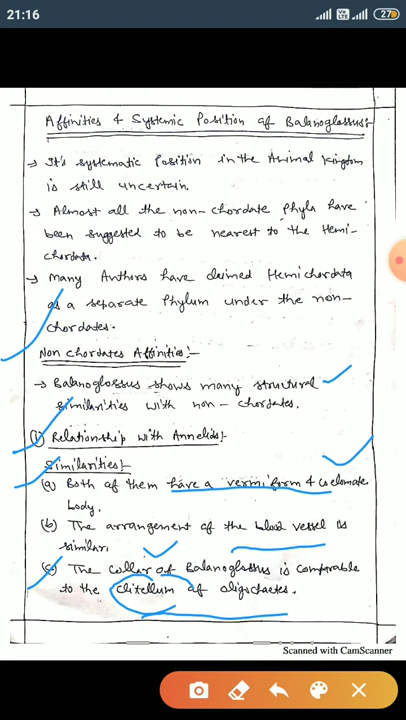 21:16
Vo LTE
27
Affinities & Systemic Position of Balanoglossus:-
→ It's systematic Position in the Animal Kingdom
is still uncertain.
→ Almost all the non-chordate Phyla have
been suggested to be nearest to the Hemi-
chordata.
→ Many Authors have claimed Hemichordata
as a separate Phylum under the non-
chordates.
Non Chordates Affinities:-
→ Balanoglossus shows many structural
similarities with non-chordates.
(i) Relationship with Annelids:-
Similarities:-
(a) Both of them have a vermiform & coelomate
body.
(b) The arrangement of the blood vessel is
similar.
(c) The collar of Balanoglossus is comparable
to the clitellum of oligochaetes.
Scanned with CamScanner